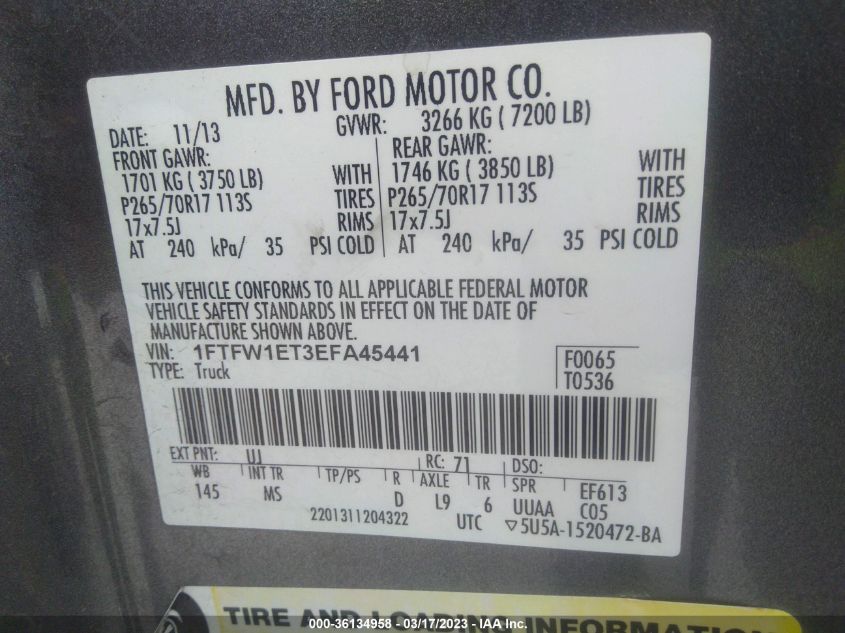 MFD. BY FORD MOTOR CO.
DATE: 11/13 GVWR: 3266 KG ( 7200 LB)
FRONT GAWR: REAR GAWR:
1701 KG ( 3750 LB) WITH 1746 KG ( 3850 LB) WITH
P265/70R17 113S TIRES P265/70R17 113S TIRES
17x7.5J RIMS 17x7.5J RIMS
AT 240 kPa/ 35 PSI COLD AT 240 kPa/ 35 PSI COLD
THIS VEHICLE CONFORMS TO ALL APPLICABLE FEDERAL MOTOR
VEHICLE SAFETY STANDARDS IN EFFECT ON THE DATE OF
MANUFACTURE SHOWN ABOVE.
VIN: 1FTFW1ET3EFA45441 F0065
TYPE: Truck T0536
EXT PNT: UJ RC: 71 DSO:
WB INT TR TP/PS R AXLE TR SPR EF613
145 MS D L9 6 UUAA C05
2201311204322 UTC ▽5U5A-1520472-BA
TIRE AND LOADING INFORMATION
000-36134958 - 03/17/2023 - IAA Inc.